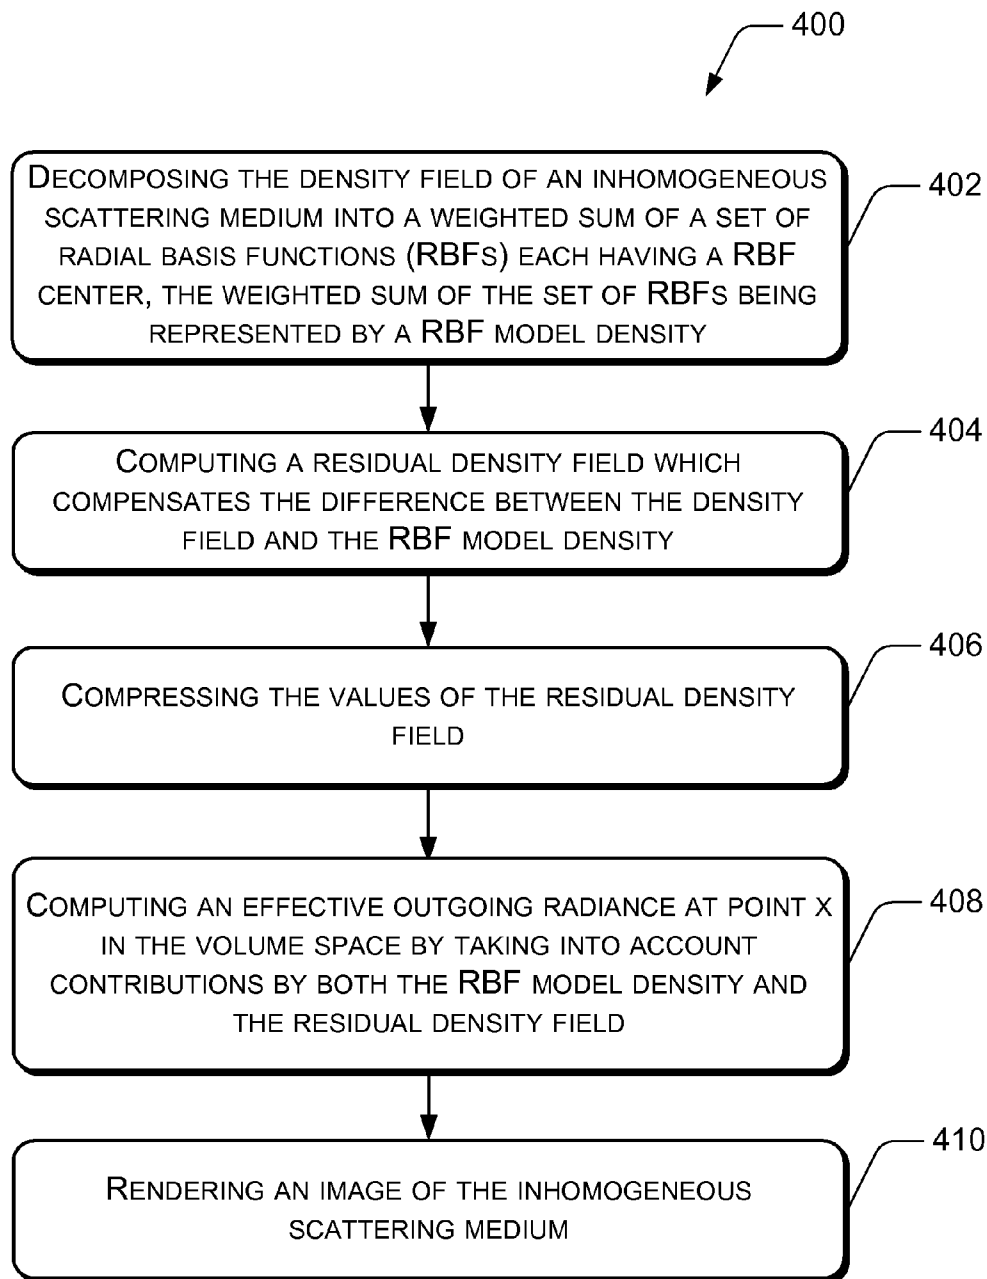 400
DECOMPOSING THE DENSITY FIELD OF AN INHOMOGENEOUS
SCATTERING MEDIUM INTO A WEIGHTED SUM OF A SET OF
RADIAL BASIS FUNCTIONS (RBFS) EACH HAVING A RBF
CENTER, THE WEIGHTED SUM OF THE SET OF RBFS BEING
REPRESENTED BY A RBF MODEL DENSITY
402
COMPUTING A RESIDUAL DENSITY FIELD WHICH
COMPENSATES THE DIFFERENCE BETWEEN THE DENSITY
FIELD AND THE RBF MODEL DENSITY
404
COMPRESSING THE VALUES OF THE RESIDUAL DENSITY
FIELD
406
COMPUTING AN EFFECTIVE OUTGOING RADIANCE AT POINT X
IN THE VOLUME SPACE BY TAKING INTO ACCOUNT
CONTRIBUTIONS BY BOTH THE RBF MODEL DENSITY AND
THE RESIDUAL DENSITY FIELD
408
RENDERING AN IMAGE OF THE INHOMOGENEOUS
SCATTERING MEDIUM
410